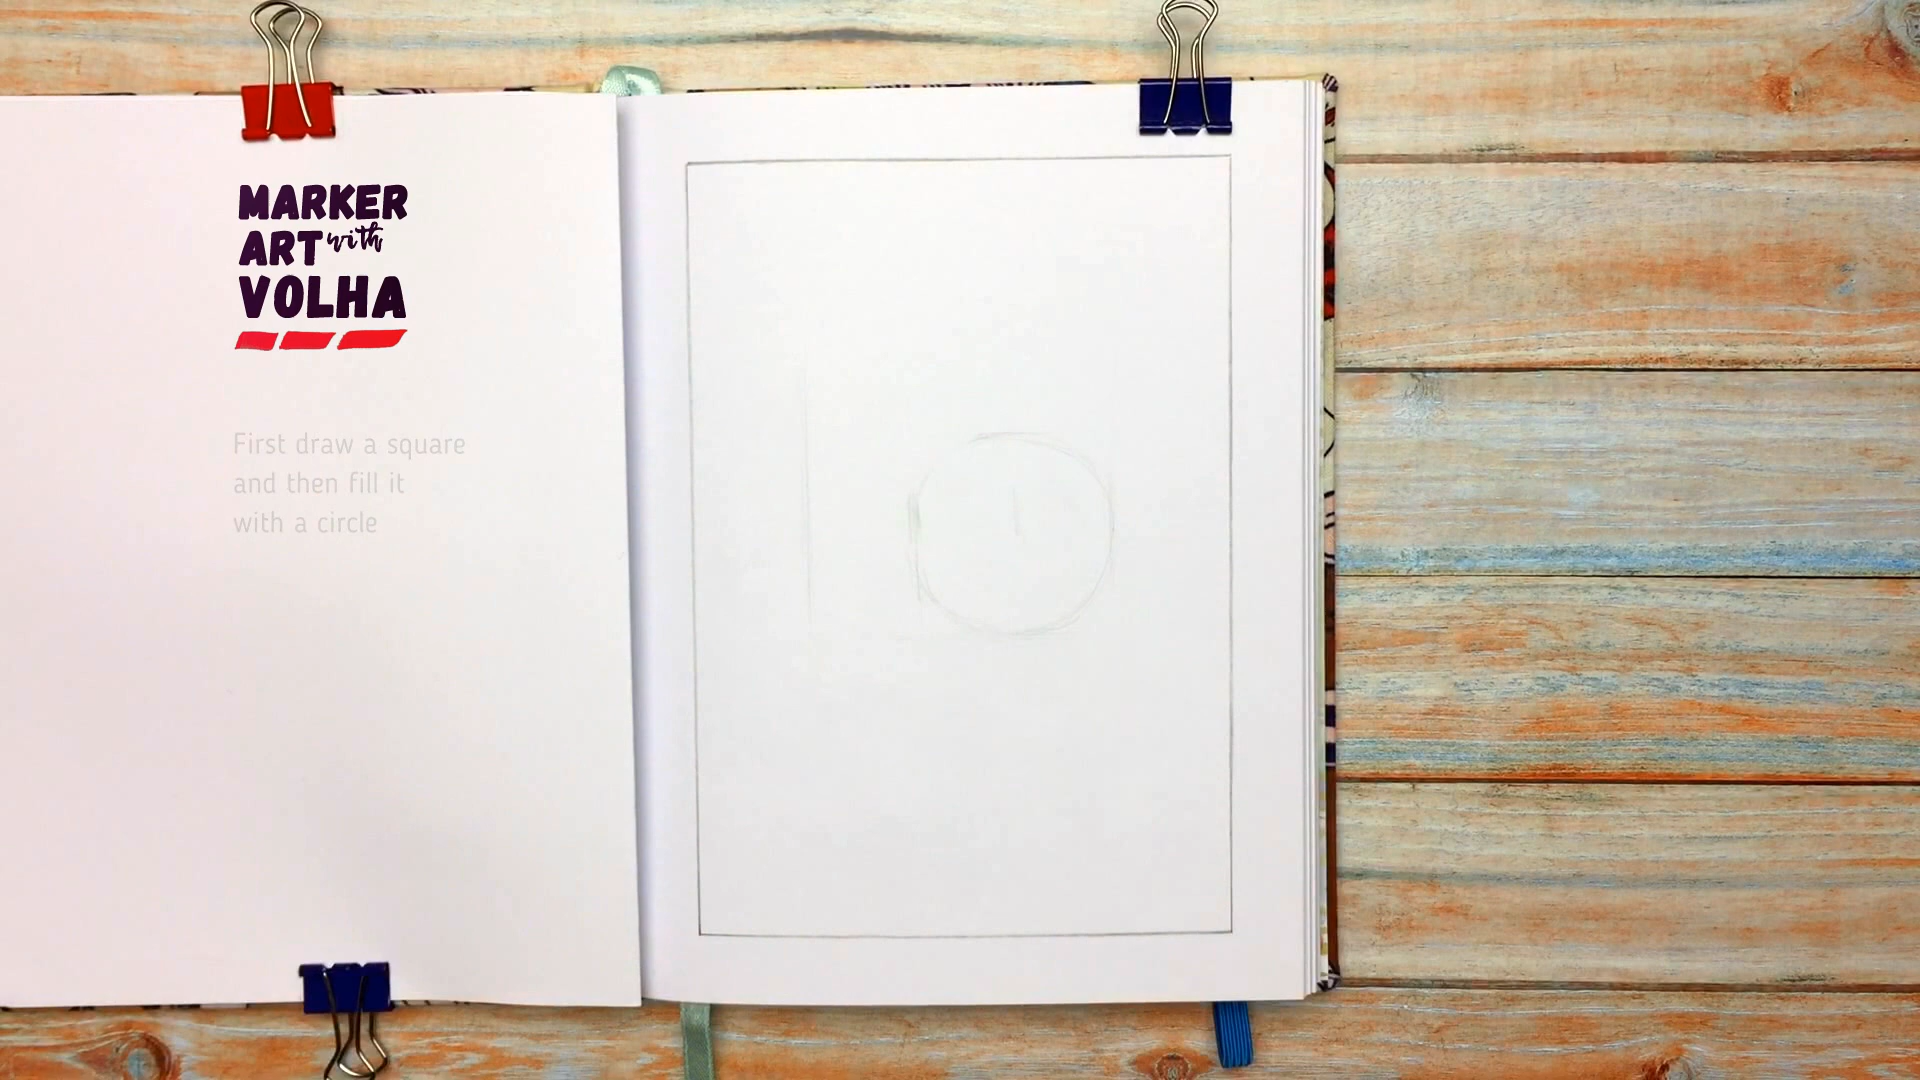 MARKER
ART with
VOLHA
First draw a square
and then fill it
with a circle